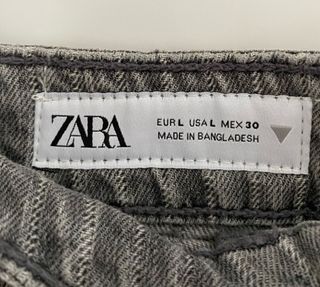 ZARA
EUR L USA L MEX 30
MADE IN BANGLADESH